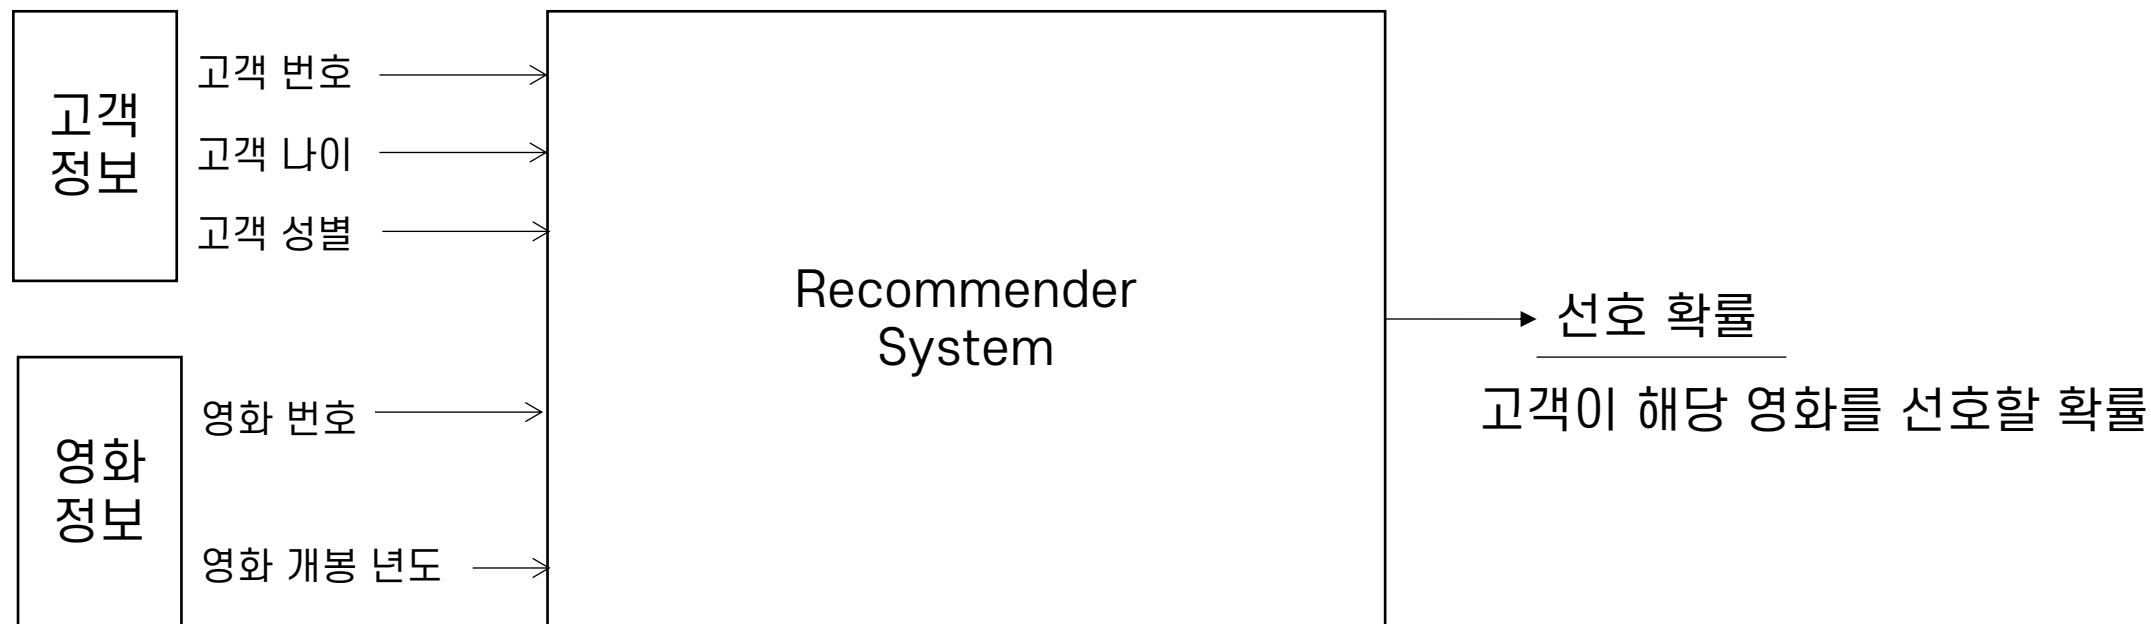 고객
정보
고객 번호
고객 나이
고객 성별
영화
정보
영화 번호
영화 개봉 년도
Recommender
System
선호 확률
고객이 해당 영화를 선호할 확률